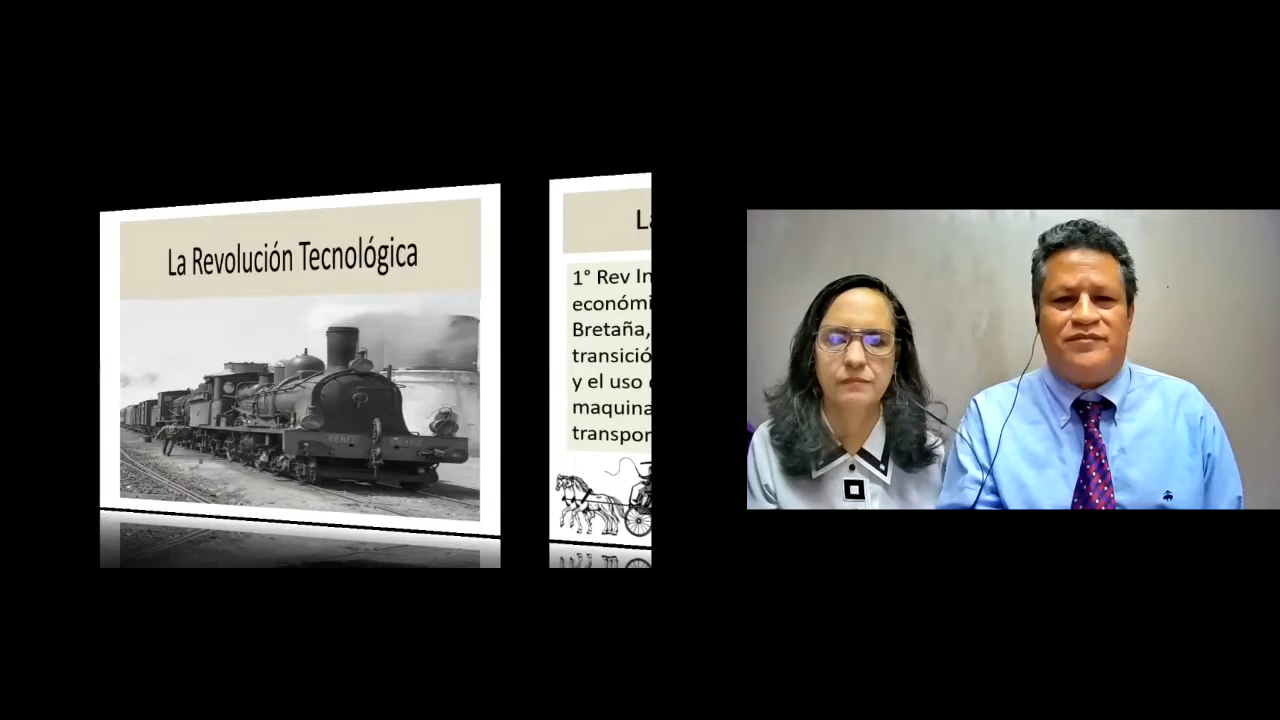 La Revolución Tecnológica
1° Rev In
económi
Bretaña,
transició
y el uso
maquina
transpor